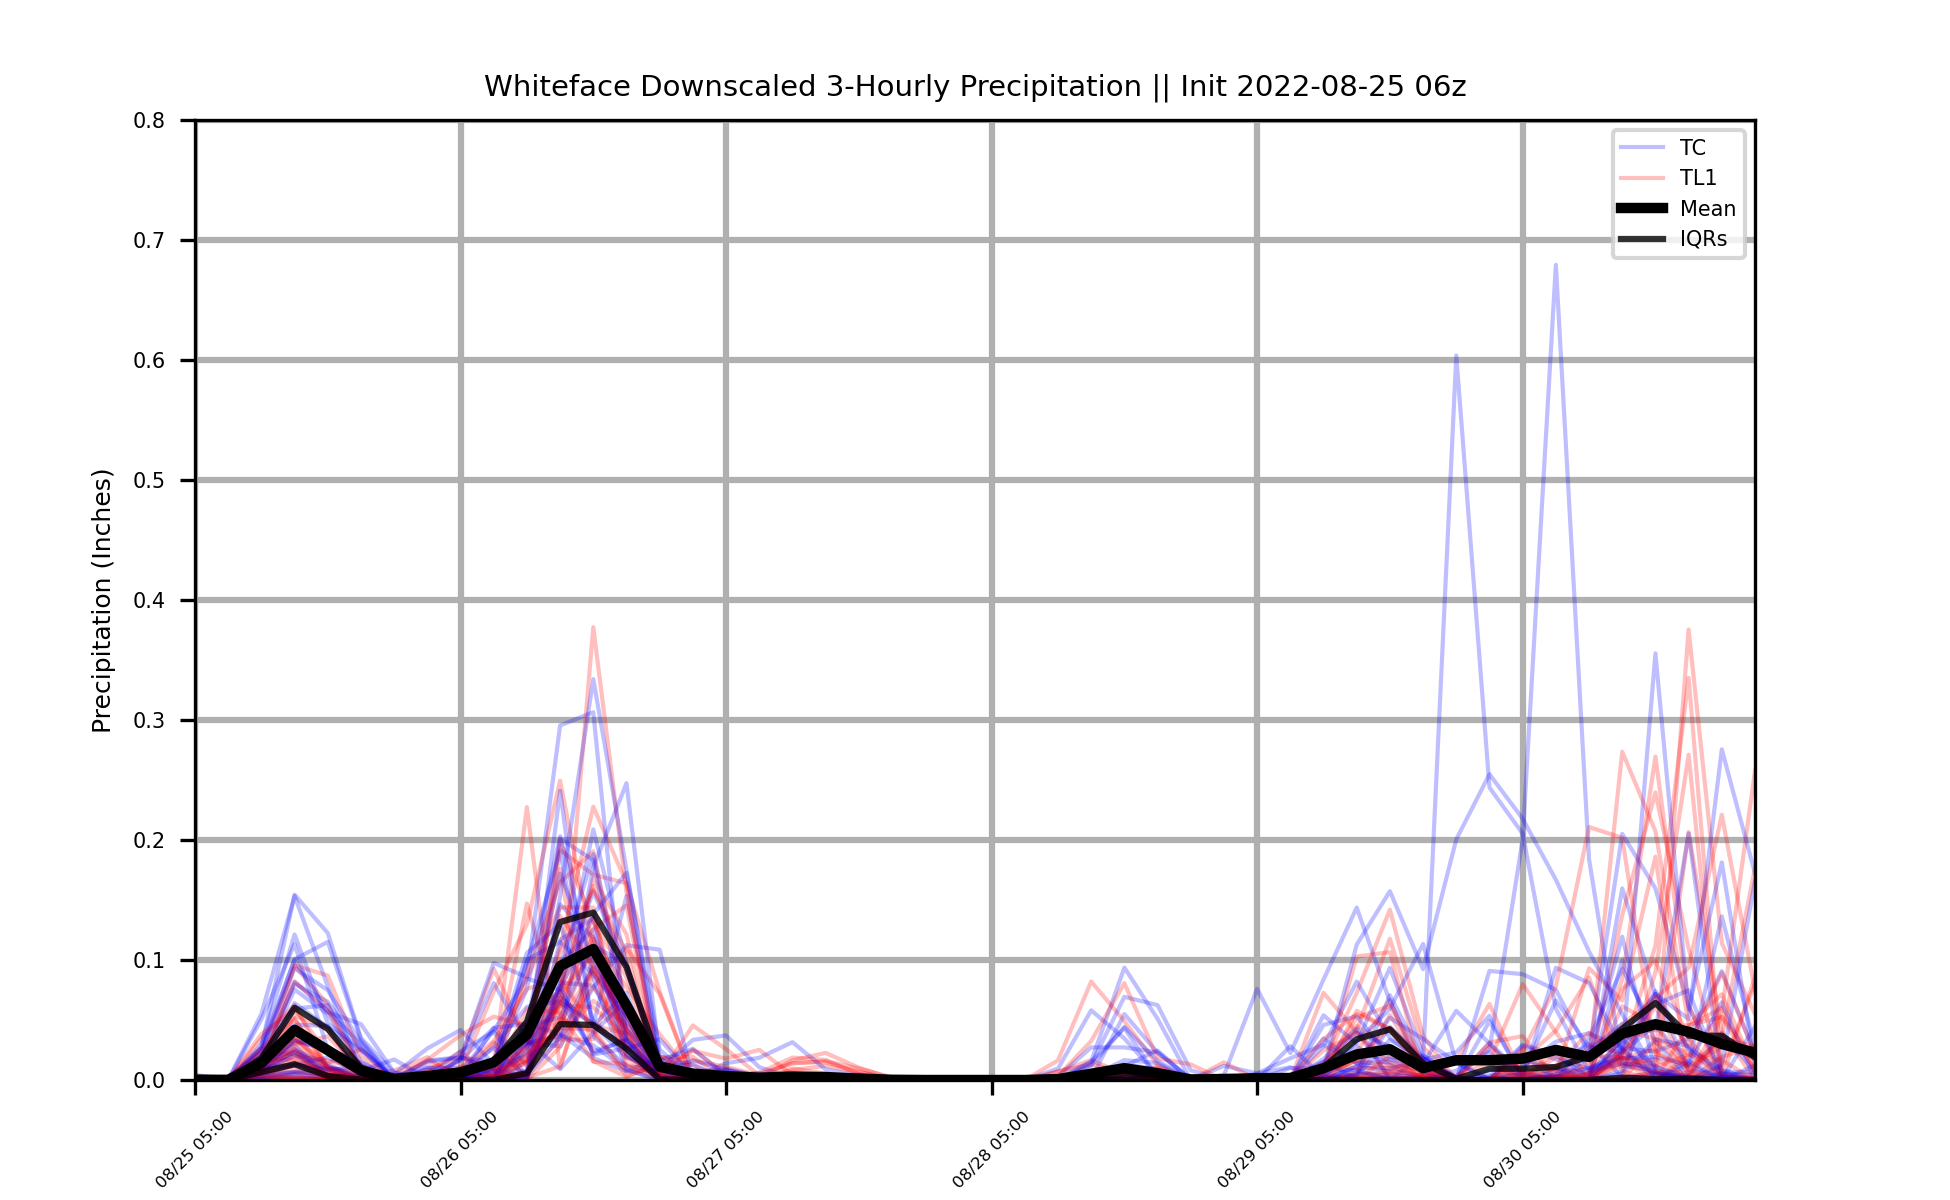 Whiteface Downscaled 3-Hourly Precipitation || Init 2022-08-25 06z
Precipitation (Inches)
0.8
0.7
0.6
0.5
0.4
0.3
0.2
0.1
0.0
TC
TL1
Mean
IQRs
08/25 05:00
08/26 05:00
08/27 05:00
08/28 05:00
08/29 05:00
08/30 05:00